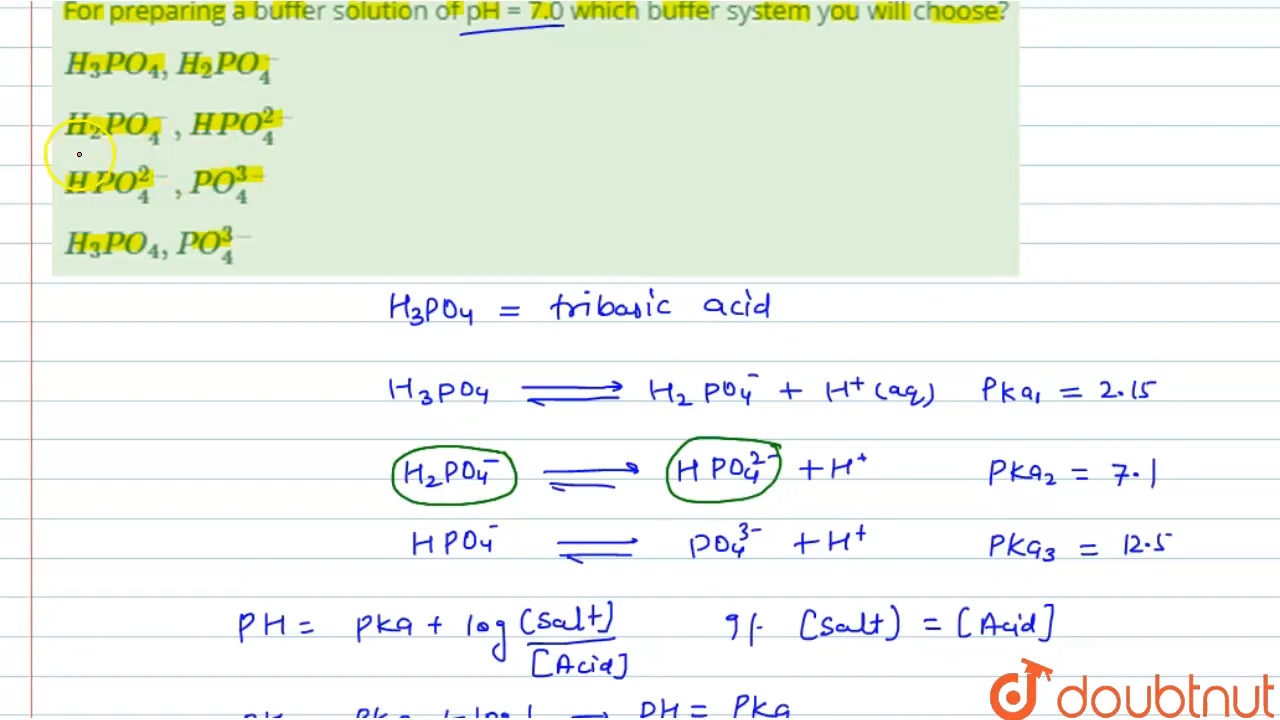 For preparing a buffer solution of pH = 7.0 which buffer system you will choose?
H₃PO₄, H₂PO₄⁻
H₂PO₄⁻, HPO₄²⁻
HPO₄²⁻, PO₄³⁻
H₃PO₄, PO₄³⁻
H₃PO₄ = tribasic acid
H₃PO₄ ⇌ H₂PO₄⁻ + H⁺ (aq) Pka₁ = 2.15
H₂PO₄⁻ ⇌ HPO₄²⁻ + H⁺ PKa₂ = 7.1
HPO₄⁻ ⇌ PO₄³⁻ + H⁺ PKa₃ = 12.5
PH = PKa + log [Salt]/[Acid] If [Salt] = [Acid]
PH = PKa
doubtnut